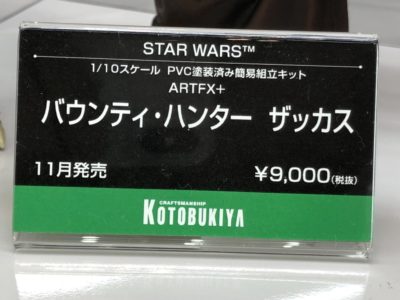 STAR WARS™
1/10スケール PVC塗装済み簡易組立キット
ARTFX+
バウンティ・ハンター ザッカス
11月発売 ¥9,000(税抜)
CRAFTSMANSHIP
KOTOBUKIYA